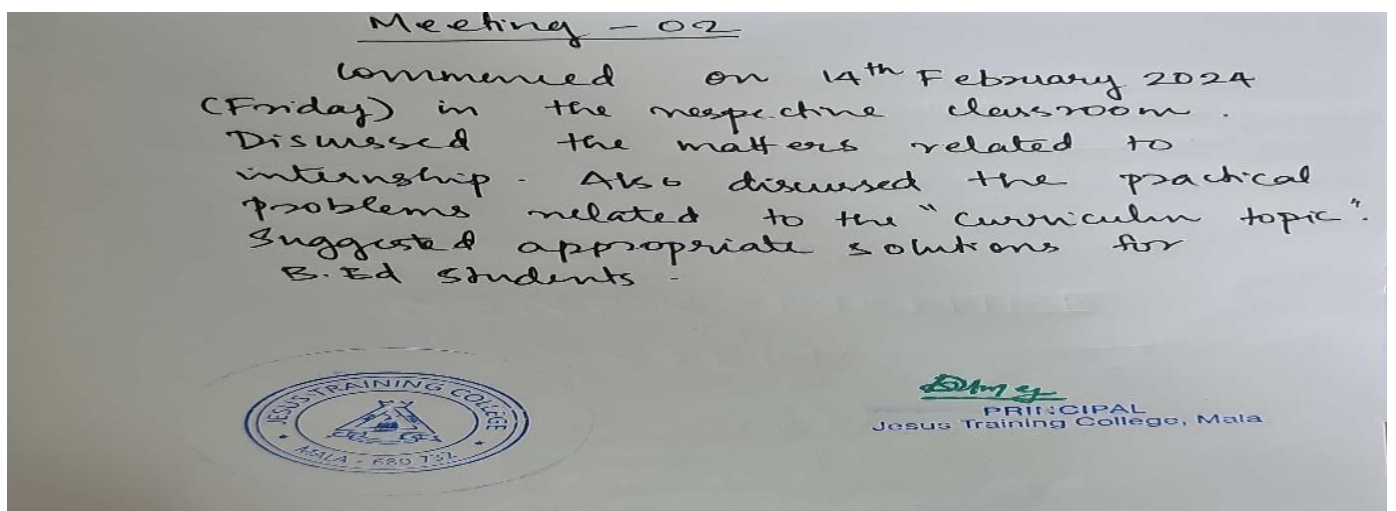 Meeting - 02
Commenced on 14th February 2024
(Friday) in the respective classroom.
Discussed the matters related to
internship. Also discussed the practical
problems related to the "curriculum topic".
Suggested appropriate solutions for
B.Ed students.
JESUS TRAINING COLLEGE
MALA - 680 732
PRINCIPAL
Jesus Training College, Mala